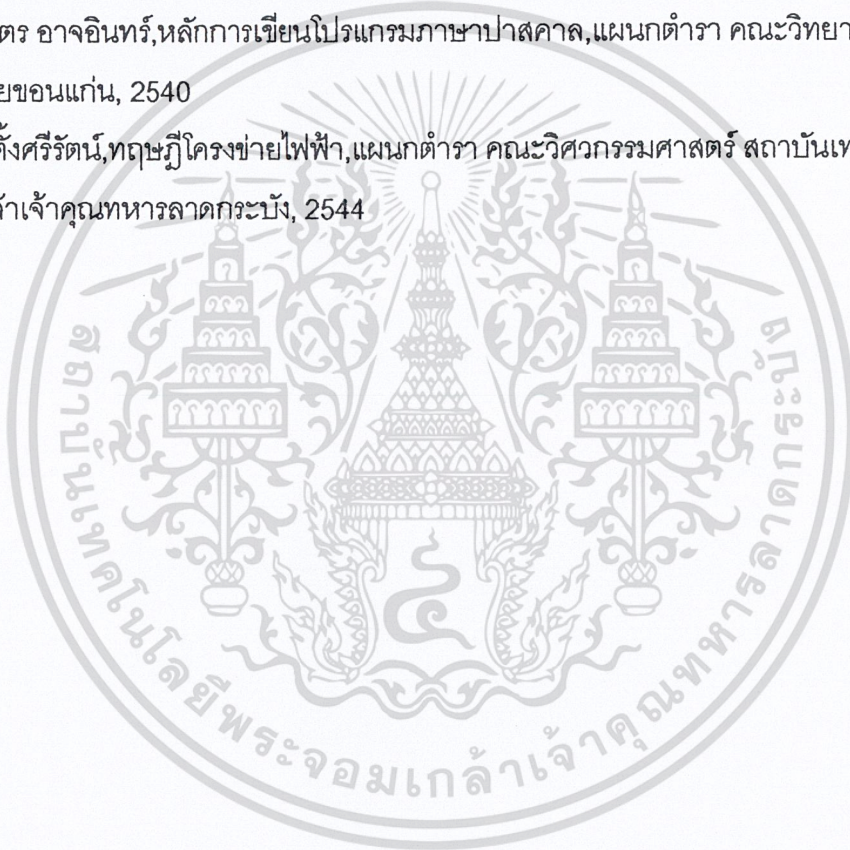 ตร อาจอินทร์,หลักการเขียนโปรแกรมภาษาปาสคาล,แผนกตำรา คณะวิทยา
ยขอนแก่น, 2540
ตั้งศรีรัตน์,ทฤษฎีโครงข่ายไฟฟ้า,แผนกตำรา คณะวิศวกรรมศาสตร์ สถาบันเท
ล้าเจ้าคุณทหารลาดกระบัง, 2544
สถาบันเทคโนโลยีพระจอมเกล้าเจ้าคุณทหารลาดกระบัง